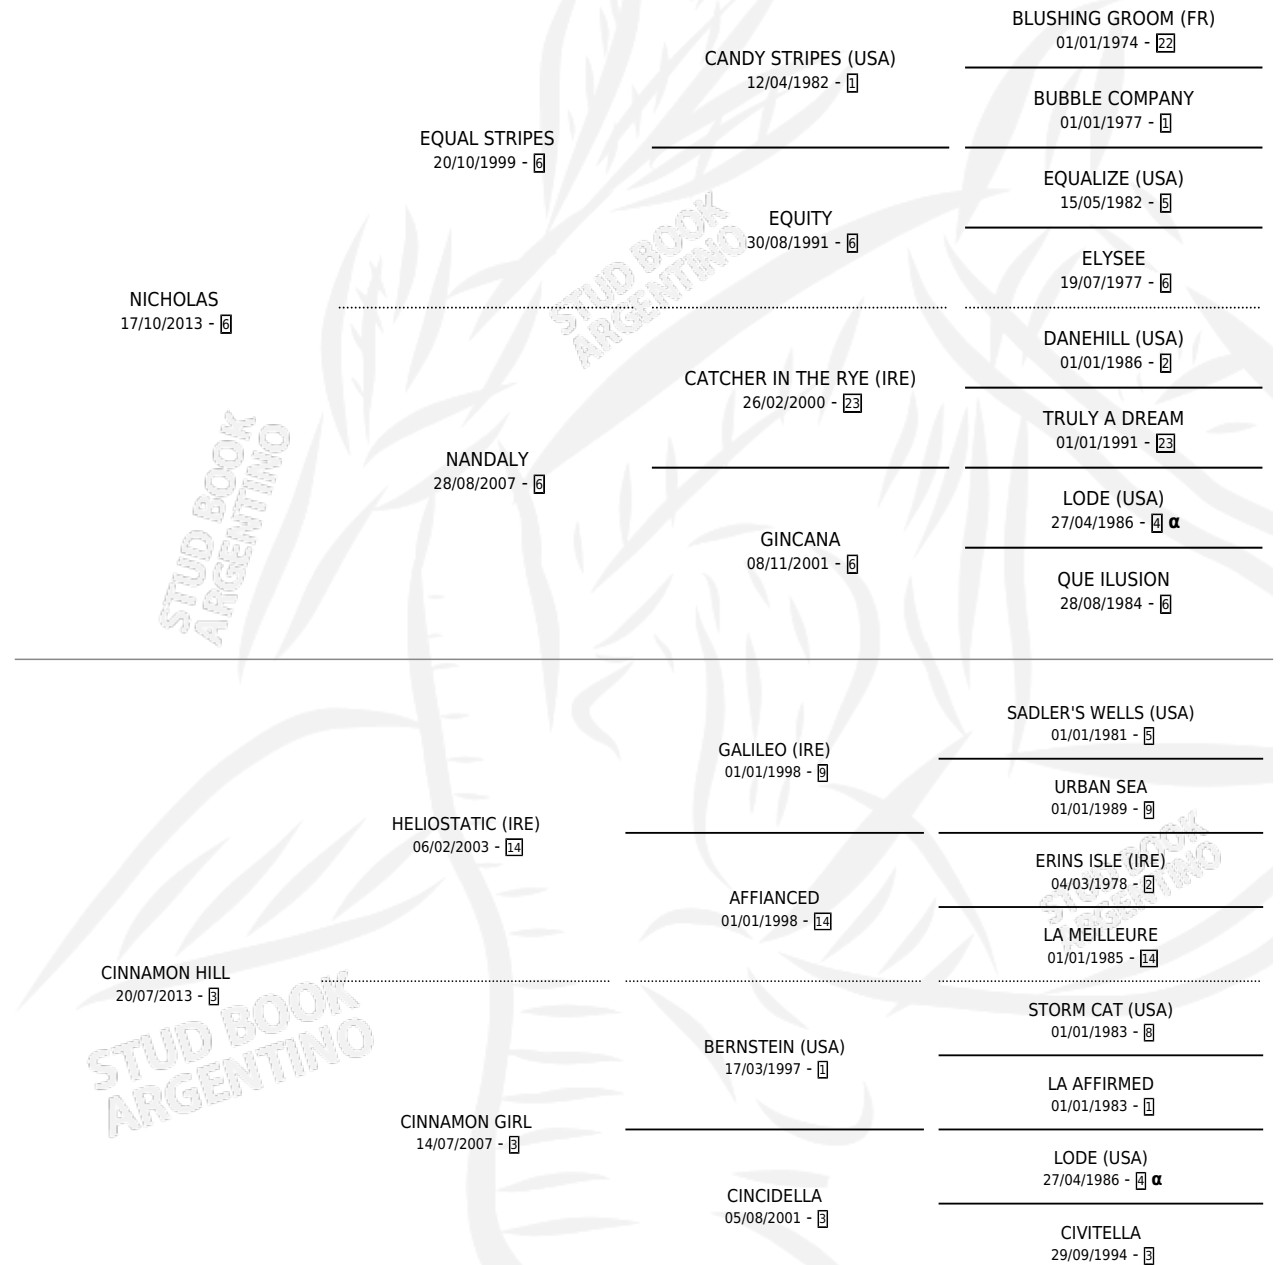 BLUSHING GROOM (FR)
01/01/1974 - 22
CANDY STRIPES (USA)
12/04/1982 - 1
BUBBLE COMPANY
01/01/1977 - 1
EQUAL STRIPES
20/10/1999 - 6
EQUALIZE (USA)
15/05/1982 - 5
EQUITY
30/08/1991 - 6
ELYSEE
19/07/1977 - 6
NICHOLAS
17/10/2013 - 6
DANEHILL (USA)
01/01/1986 - 2
CATCHER IN THE RYE (IRE)
26/02/2000 - 23
TRULY A DREAM
01/01/1991 - 23
NANDALY
28/08/2007 - 6
LODE (USA)
27/04/1986 - 4 α
GINCANA
08/11/2001 - 6
QUE ILUSION
28/08/1984 - 6
SADLER'S WELLS (USA)
01/01/1981 - 5
GALILEO (IRE)
01/01/1998 - 9
URBAN SEA
01/01/1989 - 9
HELIOSTATIC (IRE)
06/02/2003 - 14
ERINS ISLE (IRE)
04/03/1978 - 2
AFFIANCED
01/01/1998 - 14
LA MEILLEURE
01/01/1985 - 14
CINNAMON HILL
20/07/2013 - 3
STORM CAT (USA)
01/01/1983 - 8
BERNSTEIN (USA)
17/03/1997 - 1
LA AFFIRMED
01/01/1983 - 1
CINNAMON GIRL
14/07/2007 - 3
LODE (USA)
27/04/1986 - 4 α
CINCIDELLA
05/08/2001 - 3
CIVITELLA
29/09/1994 - 3
STUD BOOK
ARGENTINO
STUD BOOK
ARGENTINO
STUD BOOK
ARGENTINO
STUD BOOK
ARGENTINO